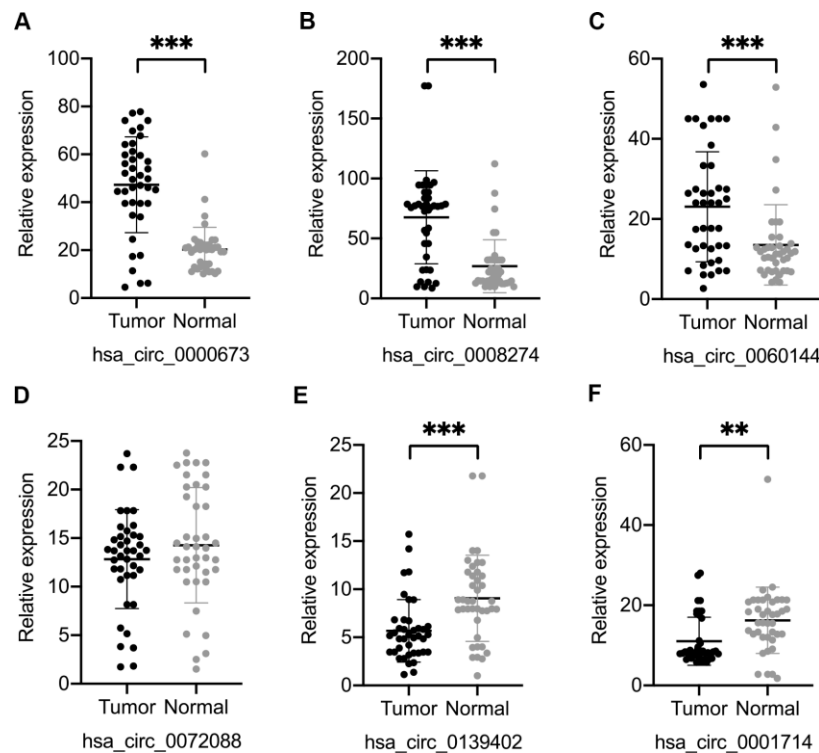 A
***
100
80
60
40
20
0
Relative expression
Tumor Normal
hsa_circ_0000673
B
***
200
150
100
50
0
Relative expression
Tumor Normal
hsa_circ_0008274
C
***
60
40
20
0
Relative expression
Tumor Normal
hsa_circ_0060144
D
25
20
15
10
5
0
Relative expression
Tumor Normal
hsa_circ_0072088
E
***
25
20
15
10
5
0
Relative expression
Tumor Normal
hsa_circ_0139402
F
**
60
40
20
0
Relative expression
Tumor Normal
hsa_circ_0001714